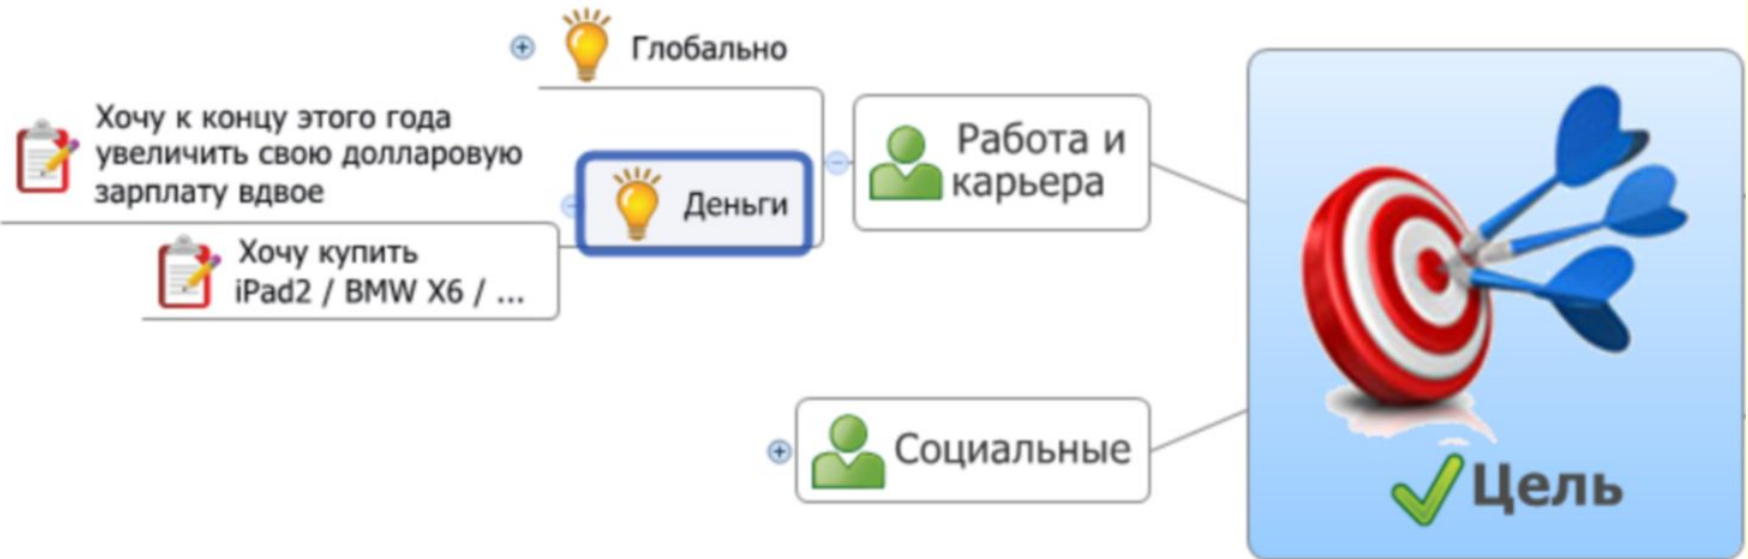 Глобально
Хочу к концу этого года
увеличить свою долларовую
зарплату вдвое
Деньги
Хочу купить
iPad2 / BMW X6 / ...
Работа и
карьера
Социальные
Цель